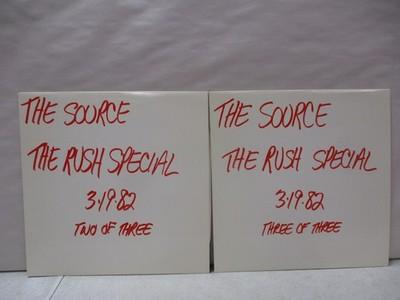 THE SOURCE
THE RUSH SPECIAL
3.19.82
TWO OF THREE
THE SOURCE
THE RUSH SPECIAL
3.19.82
THREE OF THREE